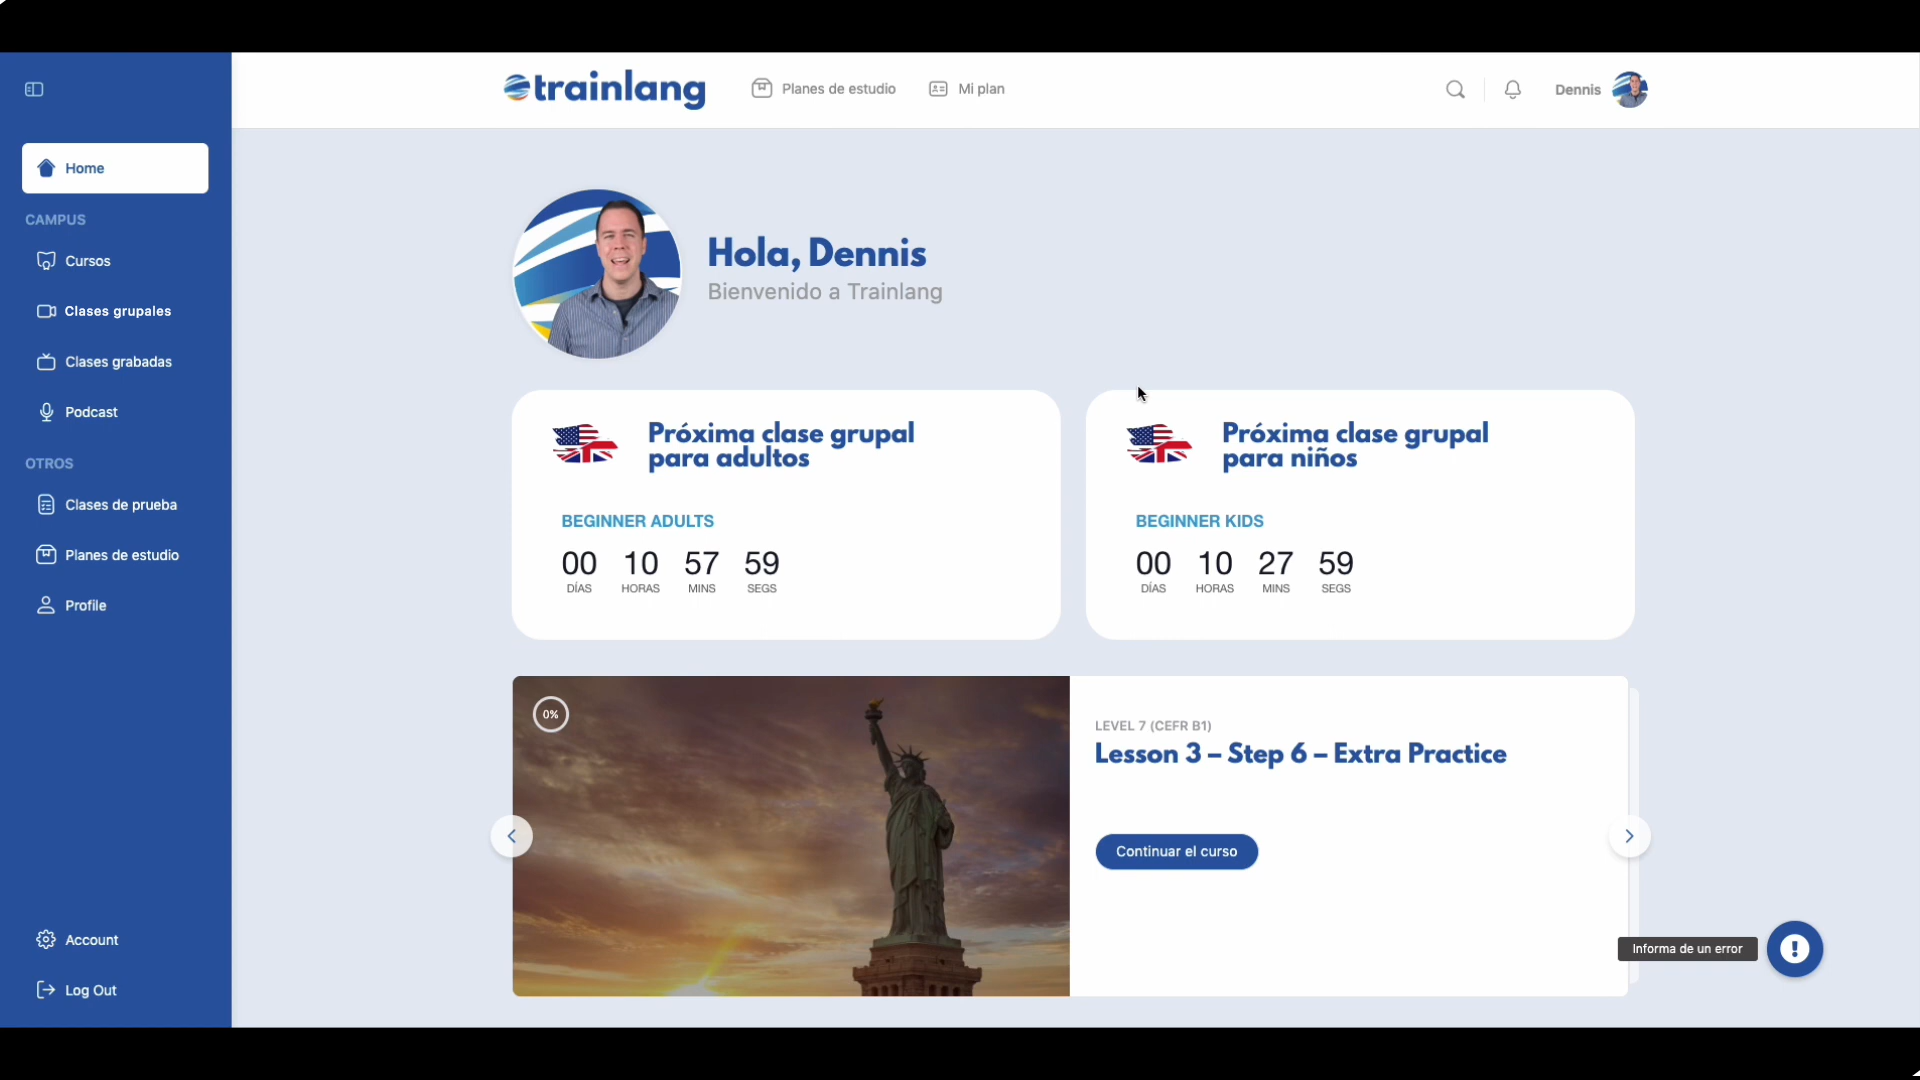 trainlang
Planes de estudio
Mi plan
Dennis
Home
CAMPUS
Cursos
Clases grupales
Clases grabadas
Podcast
OTROS
Clases de prueba
Planes de estudio
Profile
Account
Log Out
Hola, Dennis
Bienvenido a Trainlang
Próxima clase grupal
para adultos
BEGINNER ADULTS
00 10 57 59
DÍAS HORAS MINS SEGS
Próxima clase grupal
para niños
BEGINNER KIDS
00 10 27 59
DÍAS HORAS MINS SEGS
0%
LEVEL 7 (CEFR B1)
Lesson 3 – Step 6 – Extra Practice
Continuar el curso
Informa de un error